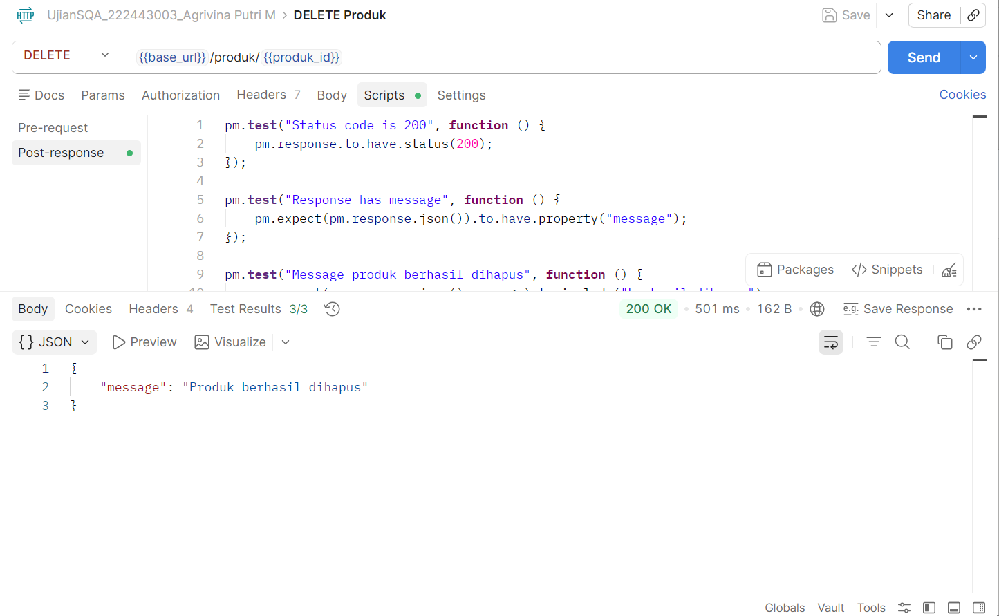 HTTP UjianSQA_222443003_Agrivina Putri M > DELETE Produk Save Share
DELETE {{base_url}} /produk/ {{produk_id}} Send
Docs Params Authorization Headers 7 Body Scripts Settings Cookies
Pre-request
Post-response
1 pm.test("Status code is 200", function () {
2 pm.response.to.have.status(200);
3 });
4
5 pm.test("Response has message", function () {
6 pm.expect(pm.response.json()).to.have.property("message");
7 });
8
9 pm.test("Message produk berhasil dihapus", function () {
Packages </> Snippets
Body Cookies Headers 4 Test Results 3/3 200 OK • 501 ms • 162 B • e.g. Save Response
{} JSON Preview Visualize
1 {
2 "message": "Produk berhasil dihapus"
3 }
Globals Vault Tools